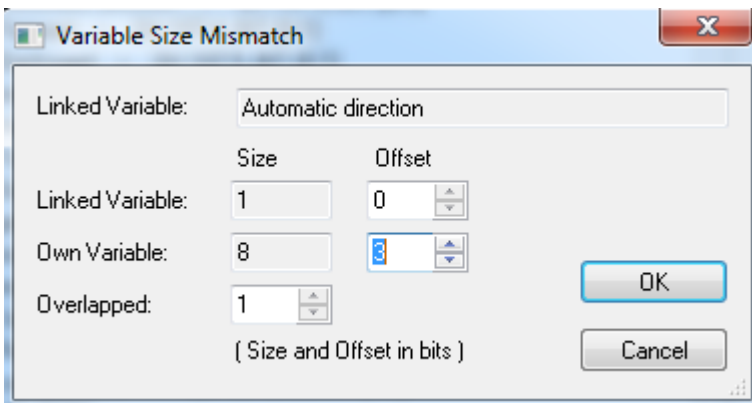 Variable Size Mismatch
Linked Variable: Automatic direction
Size Offset
Linked Variable: 1 0
Own Variable: 8 3
Overlapped: 1
OK
( Size and Offset in bits ) Cancel